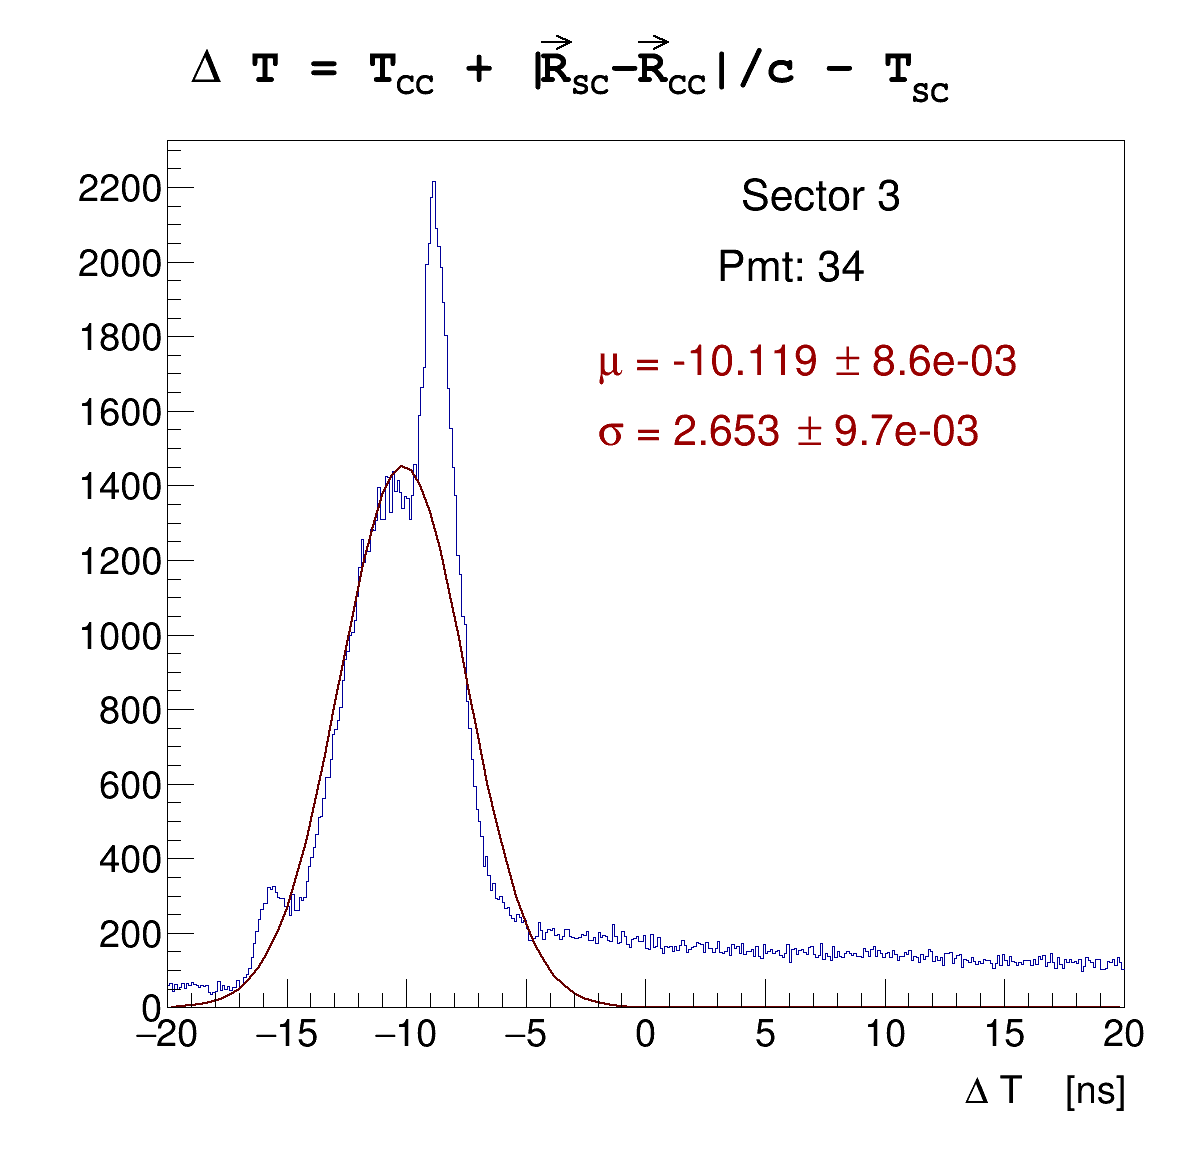 Δ T = T_CC + |R⃗_SC−R⃗_CC|/c − T_SC
Sector 3
Pmt: 34
μ = -10.119 ± 8.6e-03
σ = 2.653 ± 9.7e-03
2200
2000
1800
1600
1400
1200
1000
800
600
400
200
0
−20 −15 −10 −5 0 5 10 15 20
Δ T [ns]